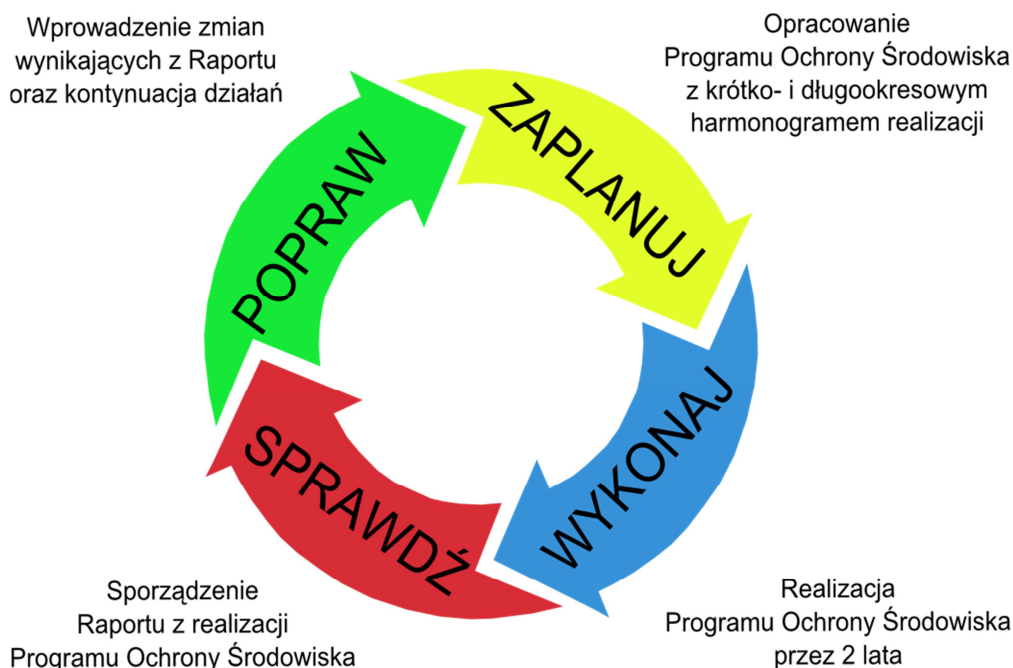 Wprowadzenie zmian
wynikających z Raportu
oraz kontynuacja działań
Opracowanie
Programu Ochrony Środowiska
z krótko- i długookresowym
harmonogramem realizacji
ZAPLANUJ
POPRAW
WYKONAJ
SPRAWDŹ
Sporządzenie
Raportu z realizacji
Programu Ochrony Środowiska
Realizacja
Programu Ochrony Środowiska
przez 2 lata